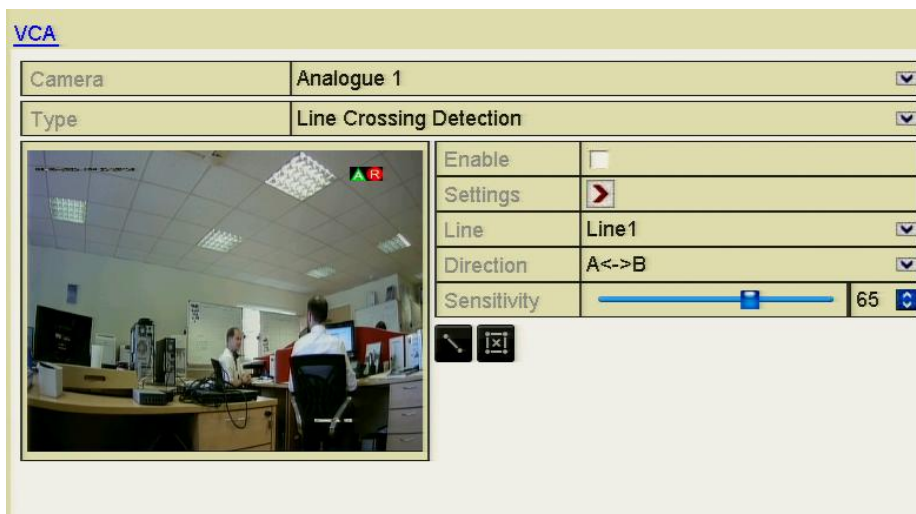 VCA
Camera
Analogue 1
Type
Line Crossing Detection
A R
Enable
Settings
Line
Line1
Direction
A<->B
Sensitivity
65